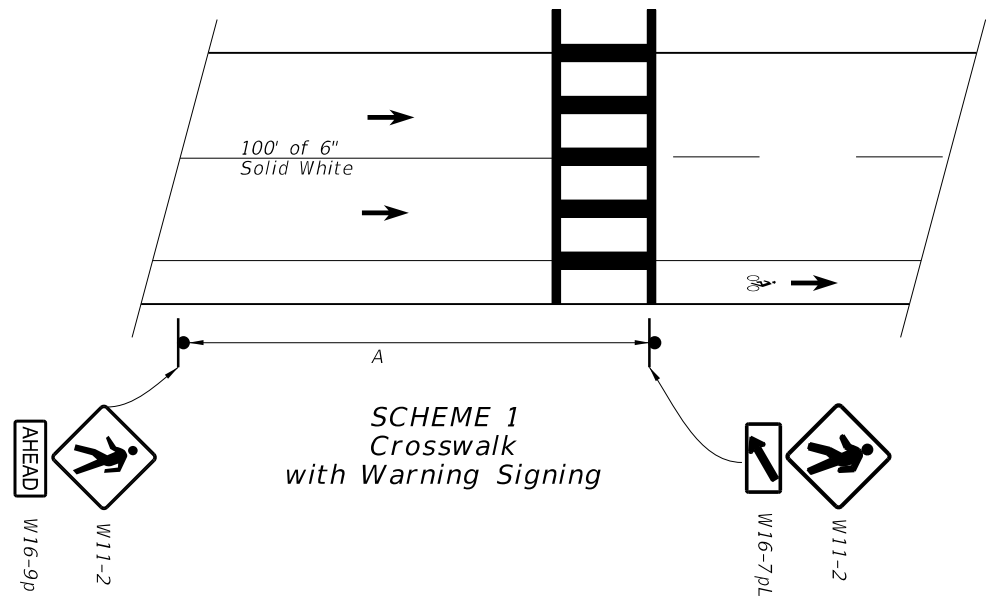 100' of 6"
Solid White
A
SCHEME 1
Crosswalk
with Warning Signing
AHEAD
W16-9p
W11-2
W16-7pL
W11-2